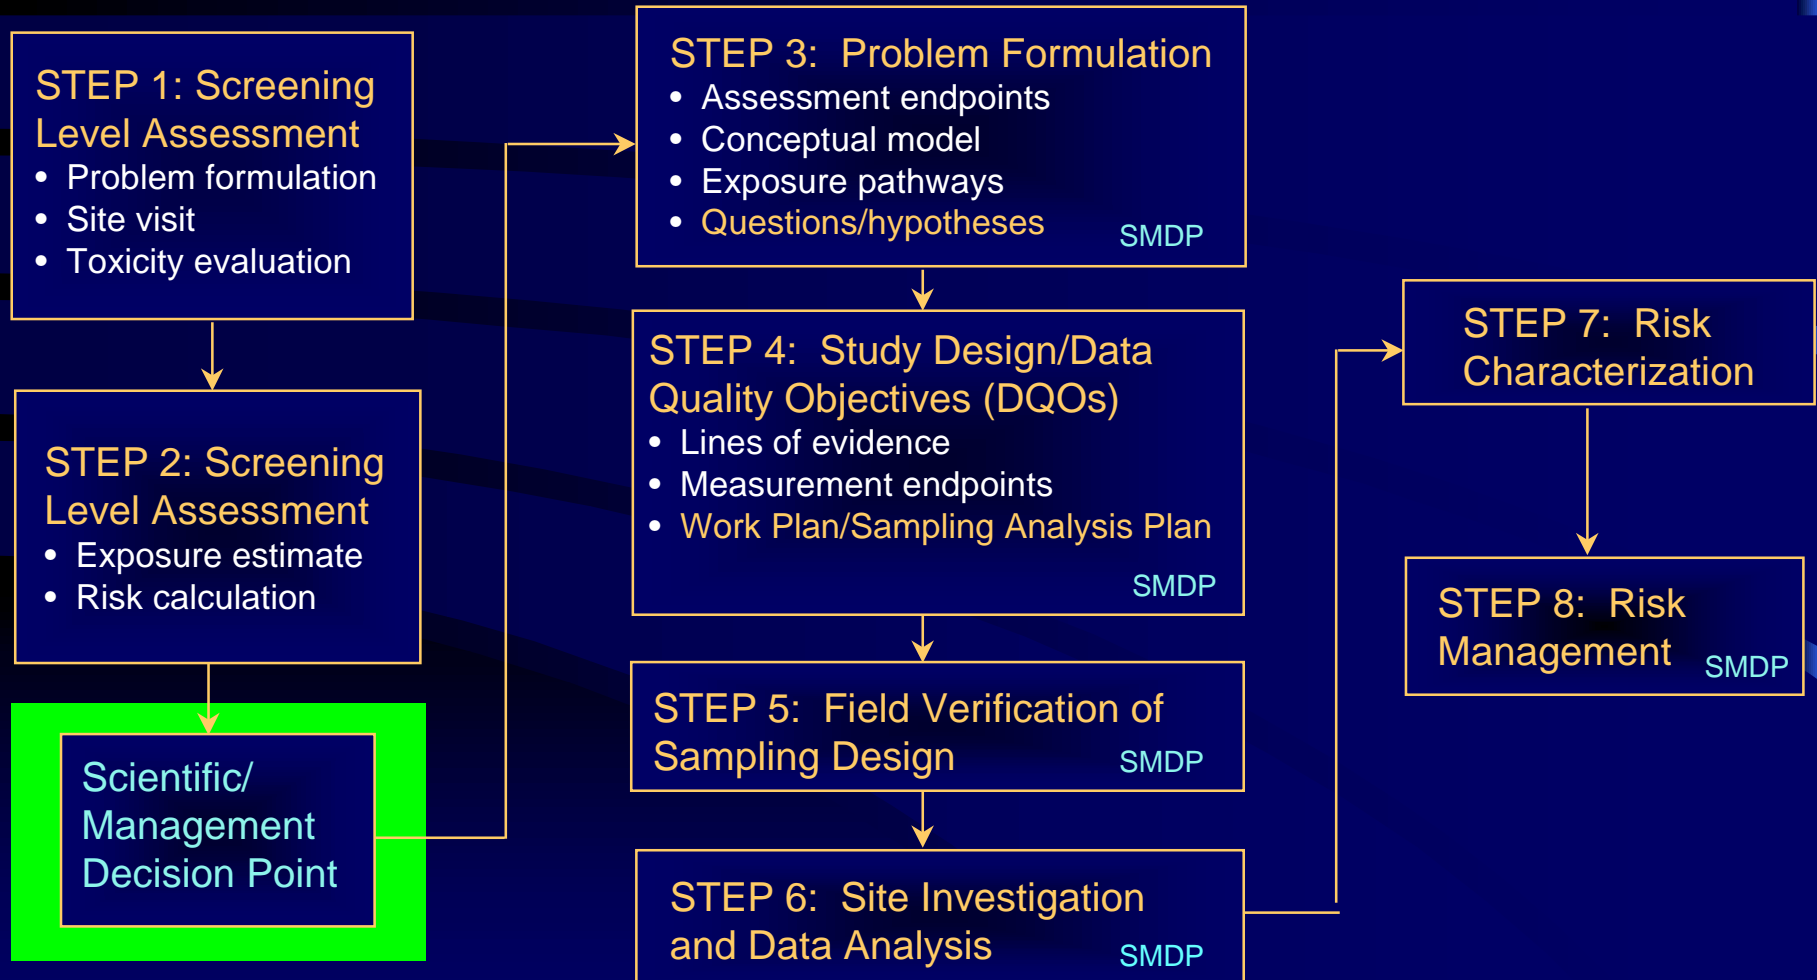 STEP 1: Screening
Level Assessment
• Problem formulation
• Site visit
• Toxicity evaluation
STEP 2: Screening
Level Assessment
• Exposure estimate
• Risk calculation
Scientific/
Management
Decision Point
STEP 3: Problem Formulation
• Assessment endpoints
• Conceptual model
• Exposure pathways
• Questions/hypotheses
SMDP
STEP 4: Study Design/Data
Quality Objectives (DQOs)
• Lines of evidence
• Measurement endpoints
• Work Plan/Sampling Analysis Plan
SMDP
STEP 5: Field Verification of
Sampling Design
SMDP
STEP 6: Site Investigation
and Data Analysis
SMDP
STEP 7: Risk
Characterization
STEP 8: Risk
Management
SMDP